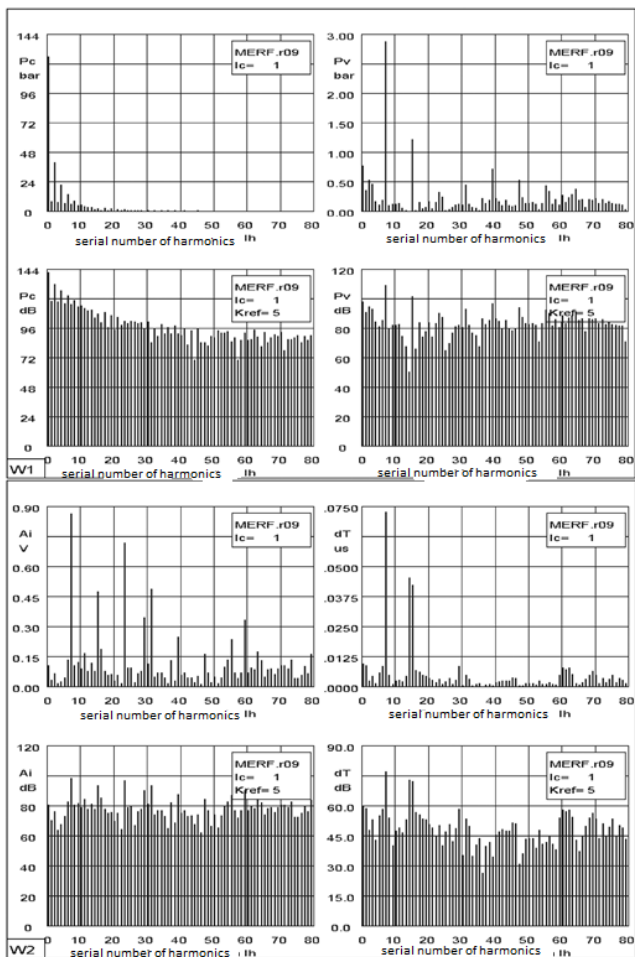 144
Pc
bar
96
72
48
24
0
MERF.r09
Ic= 1
0 10 20 30 40 50 60 70 80
serial number of harmonics Ih
3.00
Pv
bar
2.00
1.50
1.00
0.50
0.00
MERF.r09
Ic= 1
0 10 20 30 40 50 60 70 80
serial number of harmonics Ih
144
Pc
dB
96
72
48
24
0
MERF.r09
Ic= 1
Kref= 5
0 10 20 30 40 50 60 70 80
W1 serial number of harmonics Ih
120
Pv
dB
80
60
40
20
0
MERF.r09
Ic= 1
Kref= 5
0 10 20 30 40 50 60 70 80
serial number of harmonics Ih
0.90
Ai
V
0.60
0.45
0.30
0.15
0.00
MERF.r09
Ic= 1
0 10 20 30 40 50 60 70 80
serial number of harmonics Ih
.0750
dT
us
.0500
.0375
.0250
.0125
.0000
MERF.r09
Ic= 1
0 10 20 30 40 50 60 70 80
serial number of harmonics Ih
120
Ai
dB
80
60
40
20
0
MERF.r09
Ic= 1
Kref= 5
0 10 20 30 40 50 60 70 80
W2 serial number of harmonics Ih
90.0
dT
dB
60.0
45.0
30.0
15.0
0.0
MERF.r09
Ic= 1
Kref= 5
0 10 20 30 40 50 60 70 80
serial number of harmonics Ih